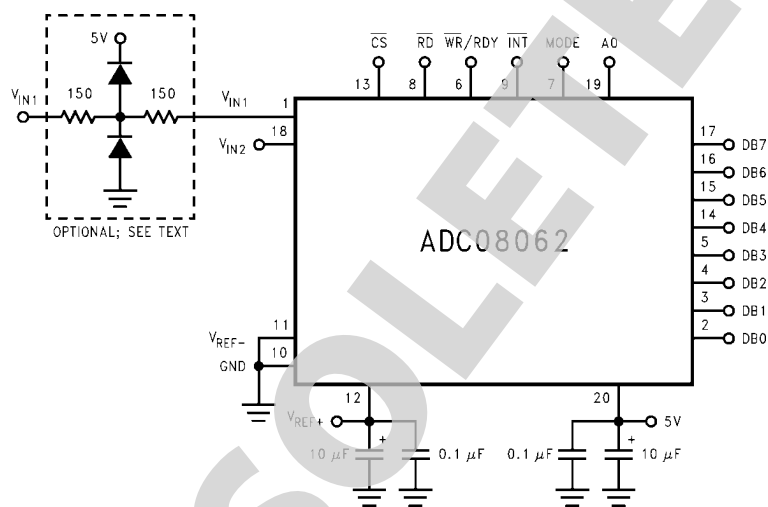 5V
CS RD WR/RDY INT MODE A0
13 8 6 9 7 19
150 150
VIN1 VIN1 1
VIN2 18
17 DB7
16 DB6
15 DB5
14 DB4
5 DB3
4 DB2
3 DB1
2 DB0
OPTIONAL; SEE TEXT
ADC08062
VREF- 11
GND 10
12 20
VREF+ 5V
+ +
10 μF 0.1 μF 0.1 μF 10 μF
SOLETE